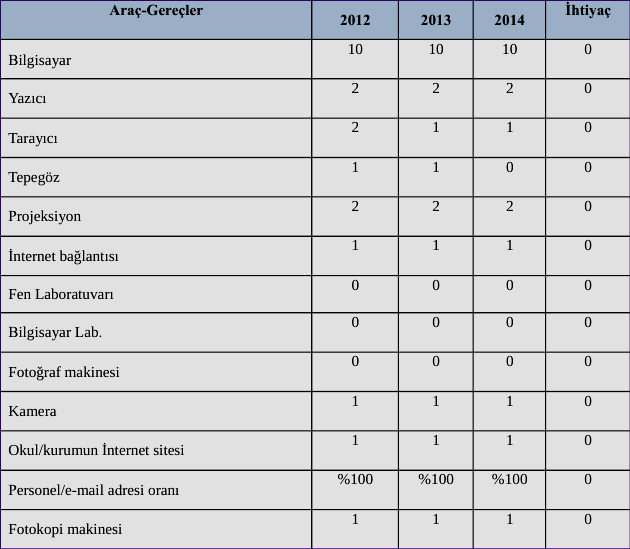 Araç-Gereçler 2012 2013 2014 İhtiyaç
Bilgisayar 10 10 10 0
Yazıcı 2 2 2 0
Tarayıcı 2 1 1 0
Tepegöz 1 1 0 0
Projeksiyon 2 2 2 0
İnternet bağlantısı 1 1 1 0
Fen Laboratuvarı 0 0 0 0
Bilgisayar Lab. 0 0 0 0
Fotoğraf makinesi 0 0 0 0
Kamera 1 1 1 0
Okul/kurumun İnternet sitesi 1 1 1 0
Personel/e-mail adresi oranı %100 %100 %100 0
Fotokopi makinesi 1 1 1 0